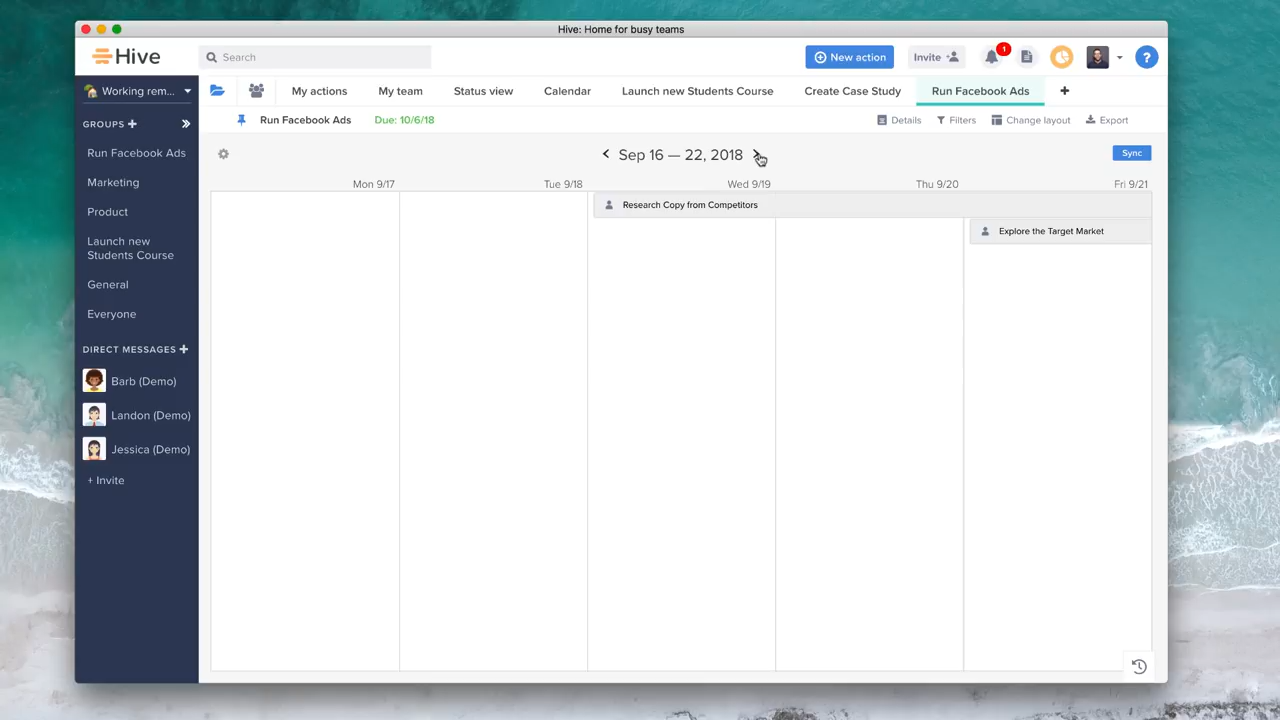 Hive: Home for busy teams
Hive
Search
New action
Invite
1
?
Working rem...
My actions
My team
Status view
Calendar
Launch new Students Course
Create Case Study
Run Facebook Ads
+
Run Facebook Ads
Due: 10/6/18
Details
Filters
Change layout
Export
GROUPS +
Run Facebook Ads
Marketing
Product
Launch new
Students Course
General
Everyone
DIRECT MESSAGES +
Barb (Demo)
Landon (Demo)
Jessica (Demo)
+ Invite
Sep 16 — 22, 2018
Sync
Mon 9/17
Tue 9/18
Wed 9/19
Thu 9/20
Fri 9/21
Research Copy from Competitors
Explore the Target Market